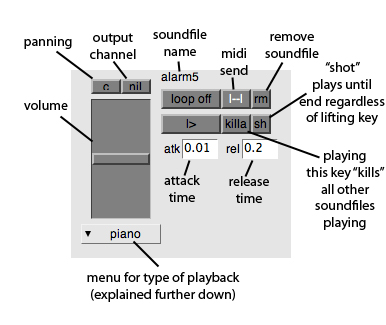 panning
output
channel
soundfile
name
midi
send
remove
soundfile
alarm5
c
nil
loop off
|--|
rm
"shot"
plays until
end regardless
of lifting key
volume
|>
killa
sh
atk 0.01
rel 0.2
attack
time
release
time
playing
this key "kills"
all other
soundfiles
playing
▼ piano
menu for type of playback
(explained further down)